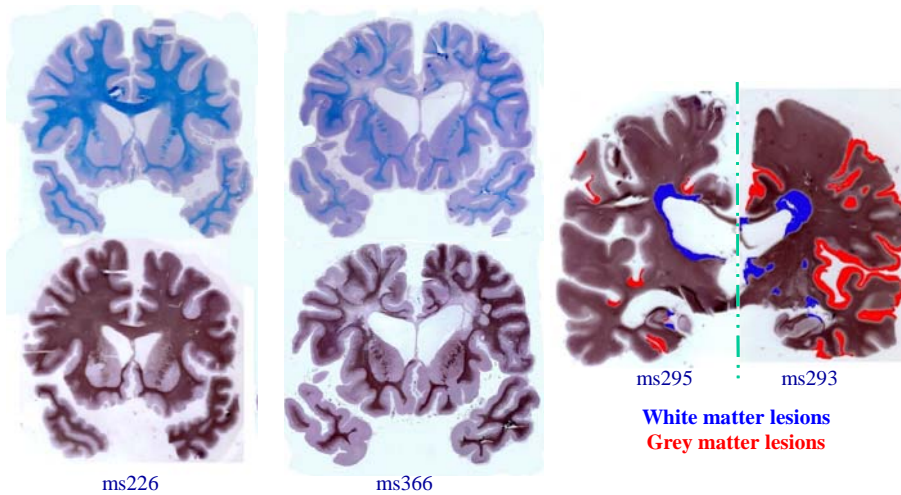 ms295
ms293
White matter lesions
Grey matter lesions
ms226
ms366